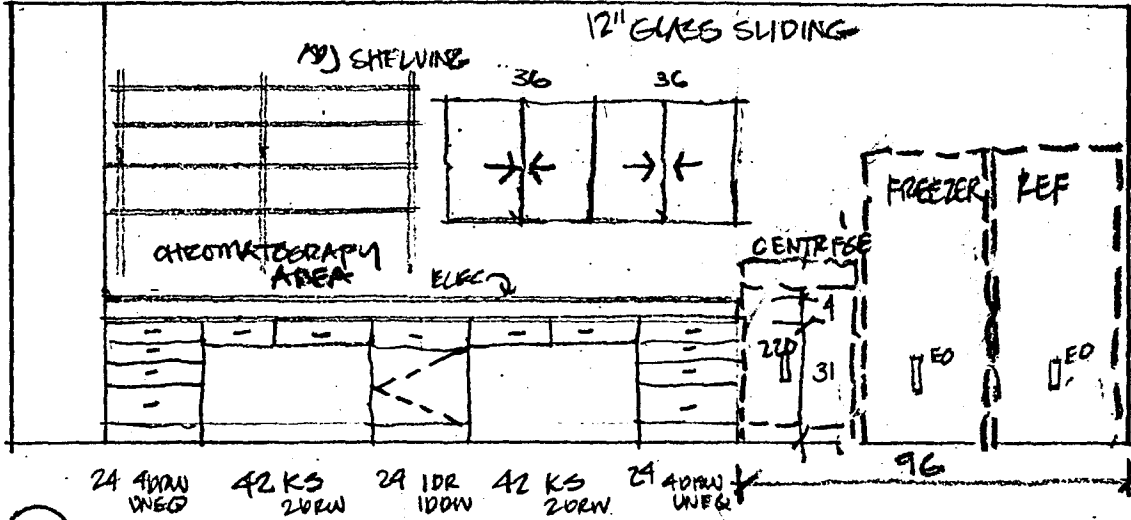 12" GLASS SLIDING
ADJ SHELVING
36
36
FREEZER
REF
CENTRFGE
CHROMATOGRAPHY
AREA
ELEC
4
220
31
EO
EO
96
24 4DRW
UNEQ
42 KS
2DRW
24 1DR
1DRW
42 KS
2DRW
24 4DRW
UNEQ